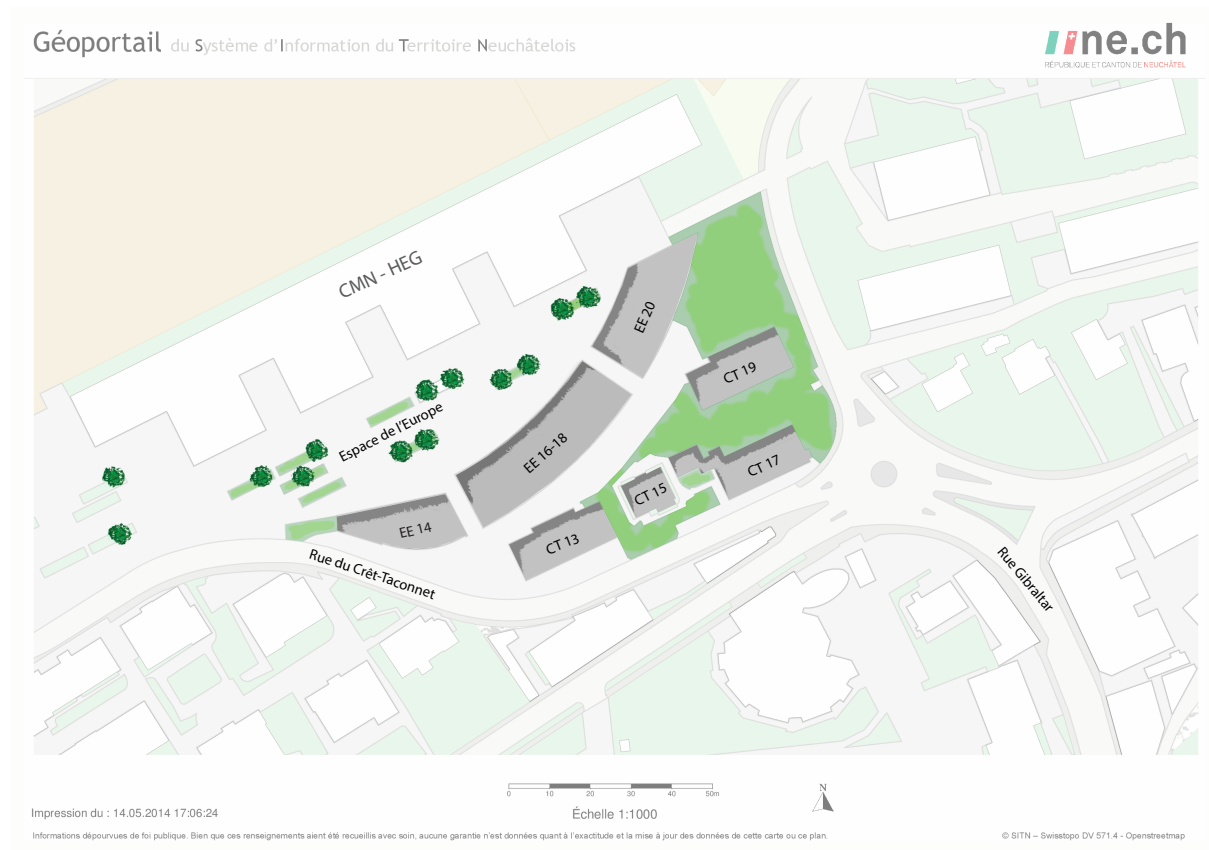 Géoportail du Système d'Information du Territoire Neuchâtelois
ne.ch
RÉPUBLIQUE ET CANTON DE NEUCHÂTEL
CMN - HEG
EE 20
CT 19
Espace de l'Europe
EE 16-18
CT 17
CT 15
EE 14
CT 13
Rue du Crêt-Taconnet
Rue Gibraltar
0 10 20 30 40 50m
N
Impression du : 14.05.2014 17:06:24
Échelle 1:1000
Informations dépourvues de foi publique. Bien que ces renseignements aient été recueillis avec soin, aucune garantie n'est données quant à l'exactitude et la mise à jour des données de cette carte ou ce plan.
© SITN – Swisstopo DV 571.4 - Openstreetmap